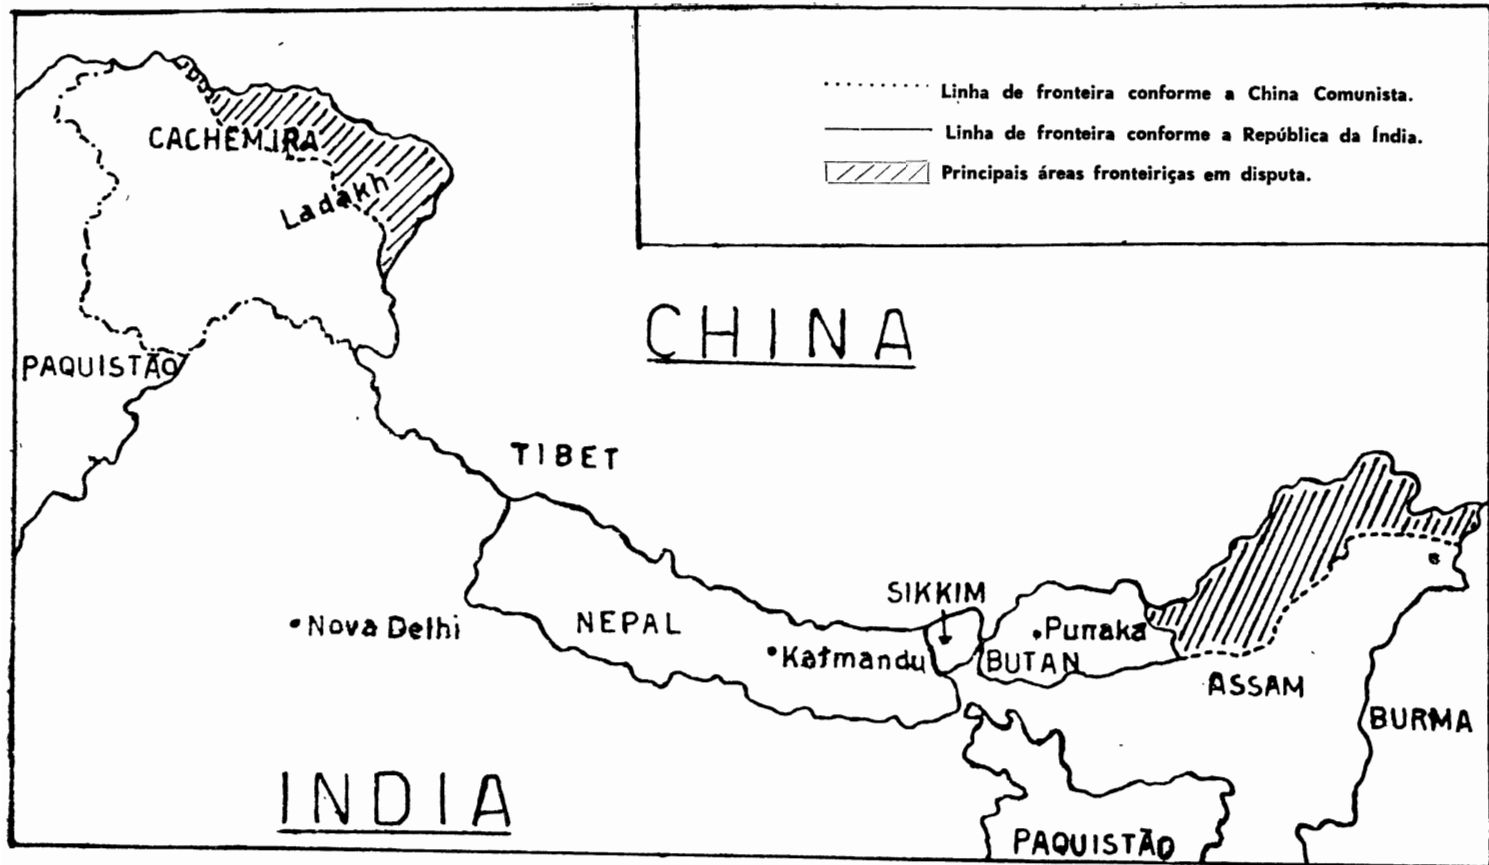 Linha de fronteira conforme a China Comunista.
Linha de fronteira conforme a República da Índia.
Principais áreas fronteiriças em disputa.
CACHEMIRA
Ladakh
CHINA
PAQUISTÃO
TIBET
SIKKIM
Nova Delhi
NEPAL
Katmandu
Punaka
BUTAN
ASSAM
BURMA
INDIA
PAQUISTÃO